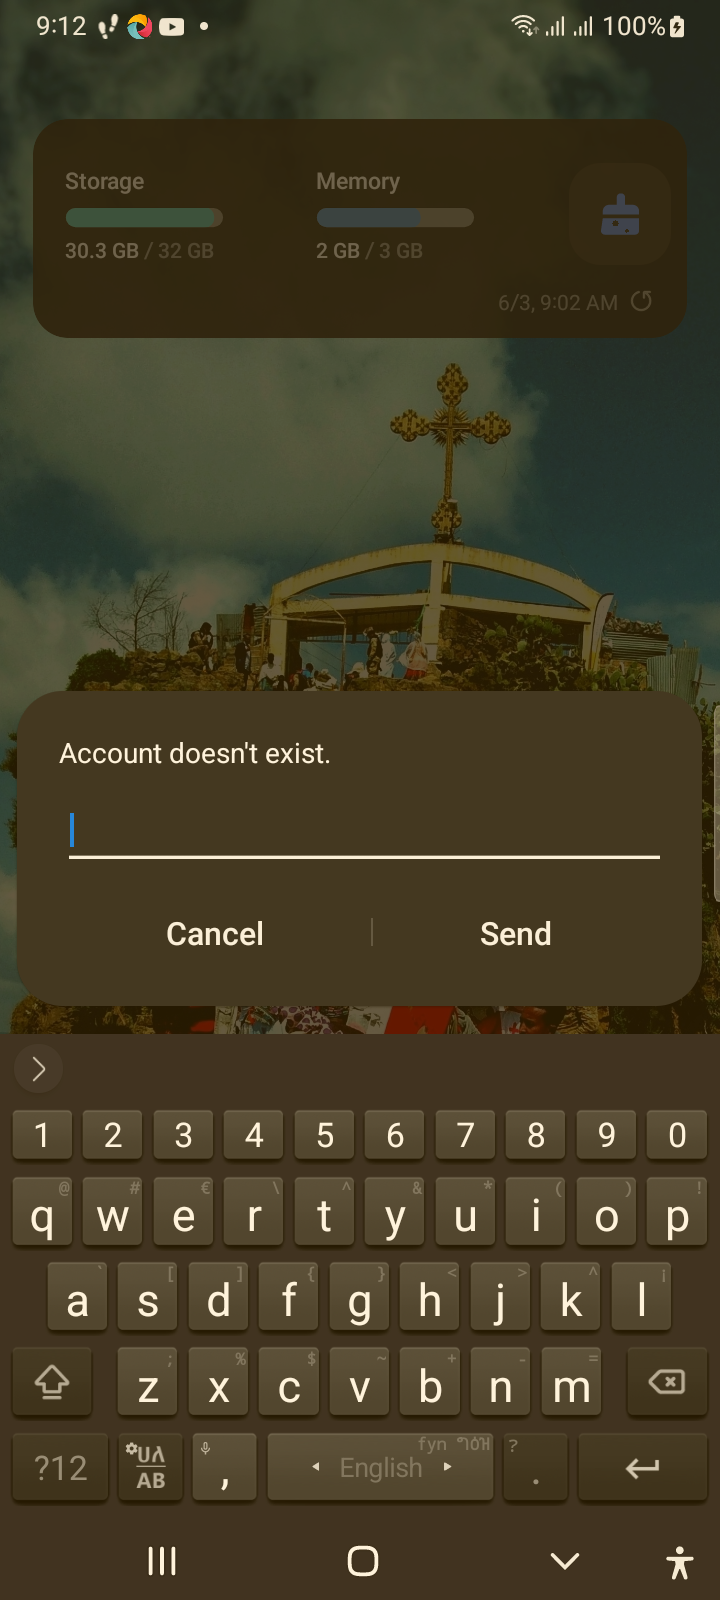 9:12 100%
Storage Memory
30.3 GB / 32 GB 2 GB / 3 GB
6/3, 9:02 AM
Account doesn't exist.
Cancel Send
1 2 3 4 5 6 7 8 9 0
@ # € \ ^ & * ( ) !
q w e r t y u i o p
` [ ] { } < > ^ ¡
a s d f g h j k l
; % $ ~ + - =
z x c v b n m
?12 AB , English ? .